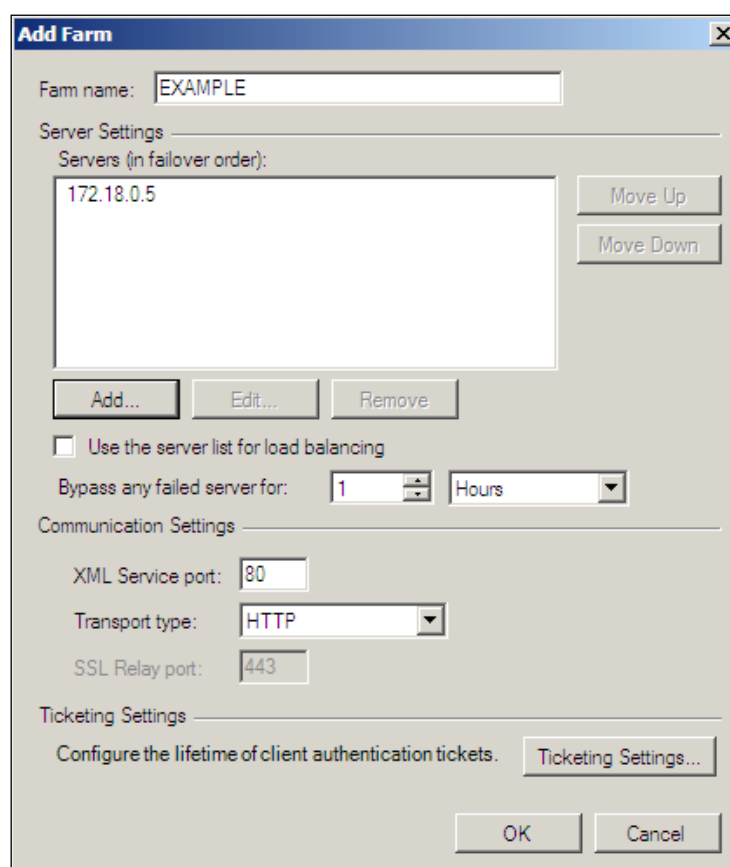 Add Farm
Farm name: EXAMPLE
Server Settings
Servers (in failover order):
172.18.0.5
Move Up
Move Down
Add... Edit... Remove
Use the server list for load balancing
Bypass any failed server for: 1 Hours
Communication Settings
XML Service port: 80
Transport type: HTTP
SSL Relay port: 443
Ticketing Settings
Configure the lifetime of client authentication tickets. Ticketing Settings...
OK Cancel